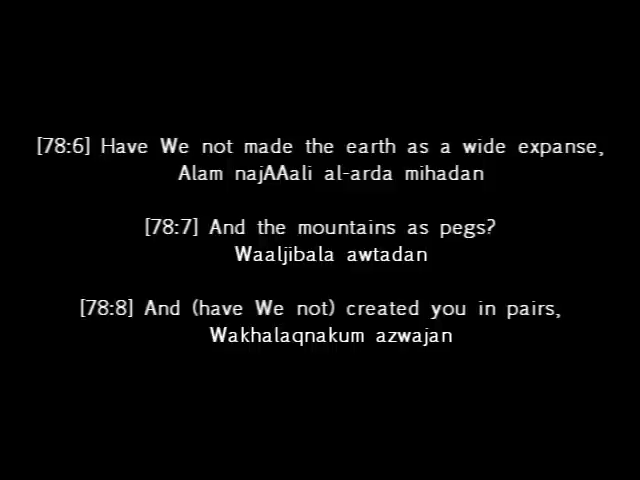 [78:6] Have We not made the earth as a wide expanse,
Alam najAAali al-arda mihadan
[78:7] And the mountains as pegs?
Waaljibala awtadan
[78:8] And (have We not) created you in pairs,
Wakhalaqnakum azwajan